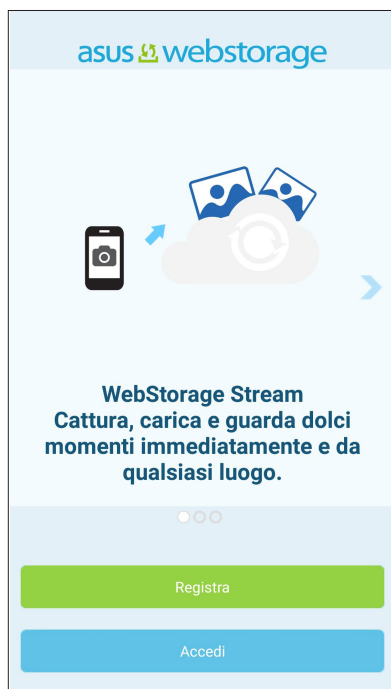 asus webstorage
WebStorage Stream
Cattura, carica e guarda dolci
momenti immediatamente e da
qualsiasi luogo.
Registra
Accedi